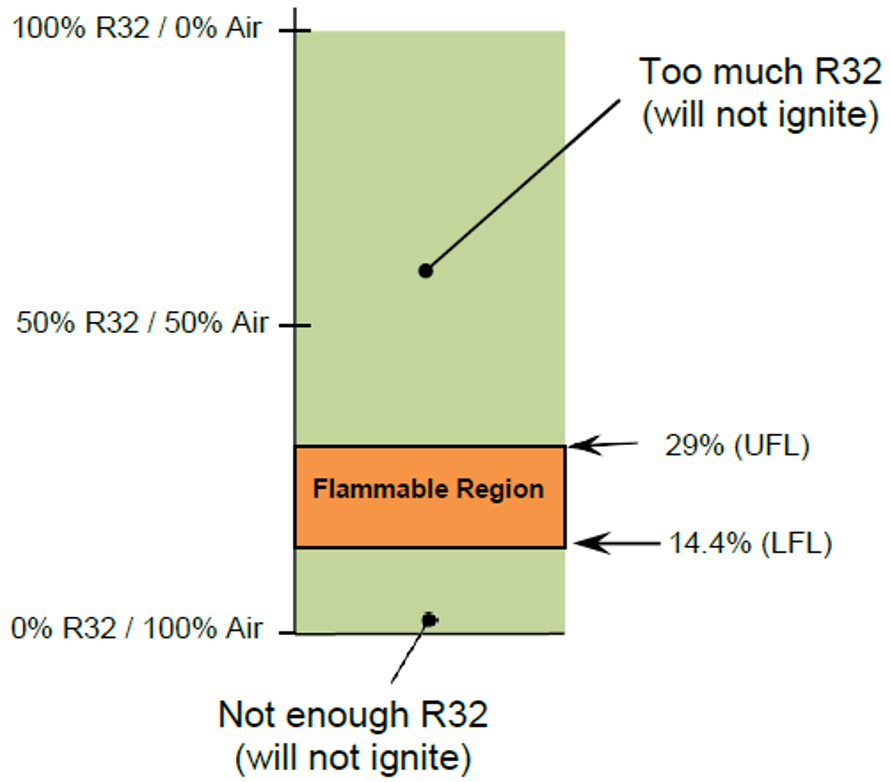 100% R32 / 0% Air
Too much R32
(will not ignite)
50% R32 / 50% Air
29% (UFL)
Flammable Region
14.4% (LFL)
0% R32 / 100% Air
Not enough R32
(will not ignite)